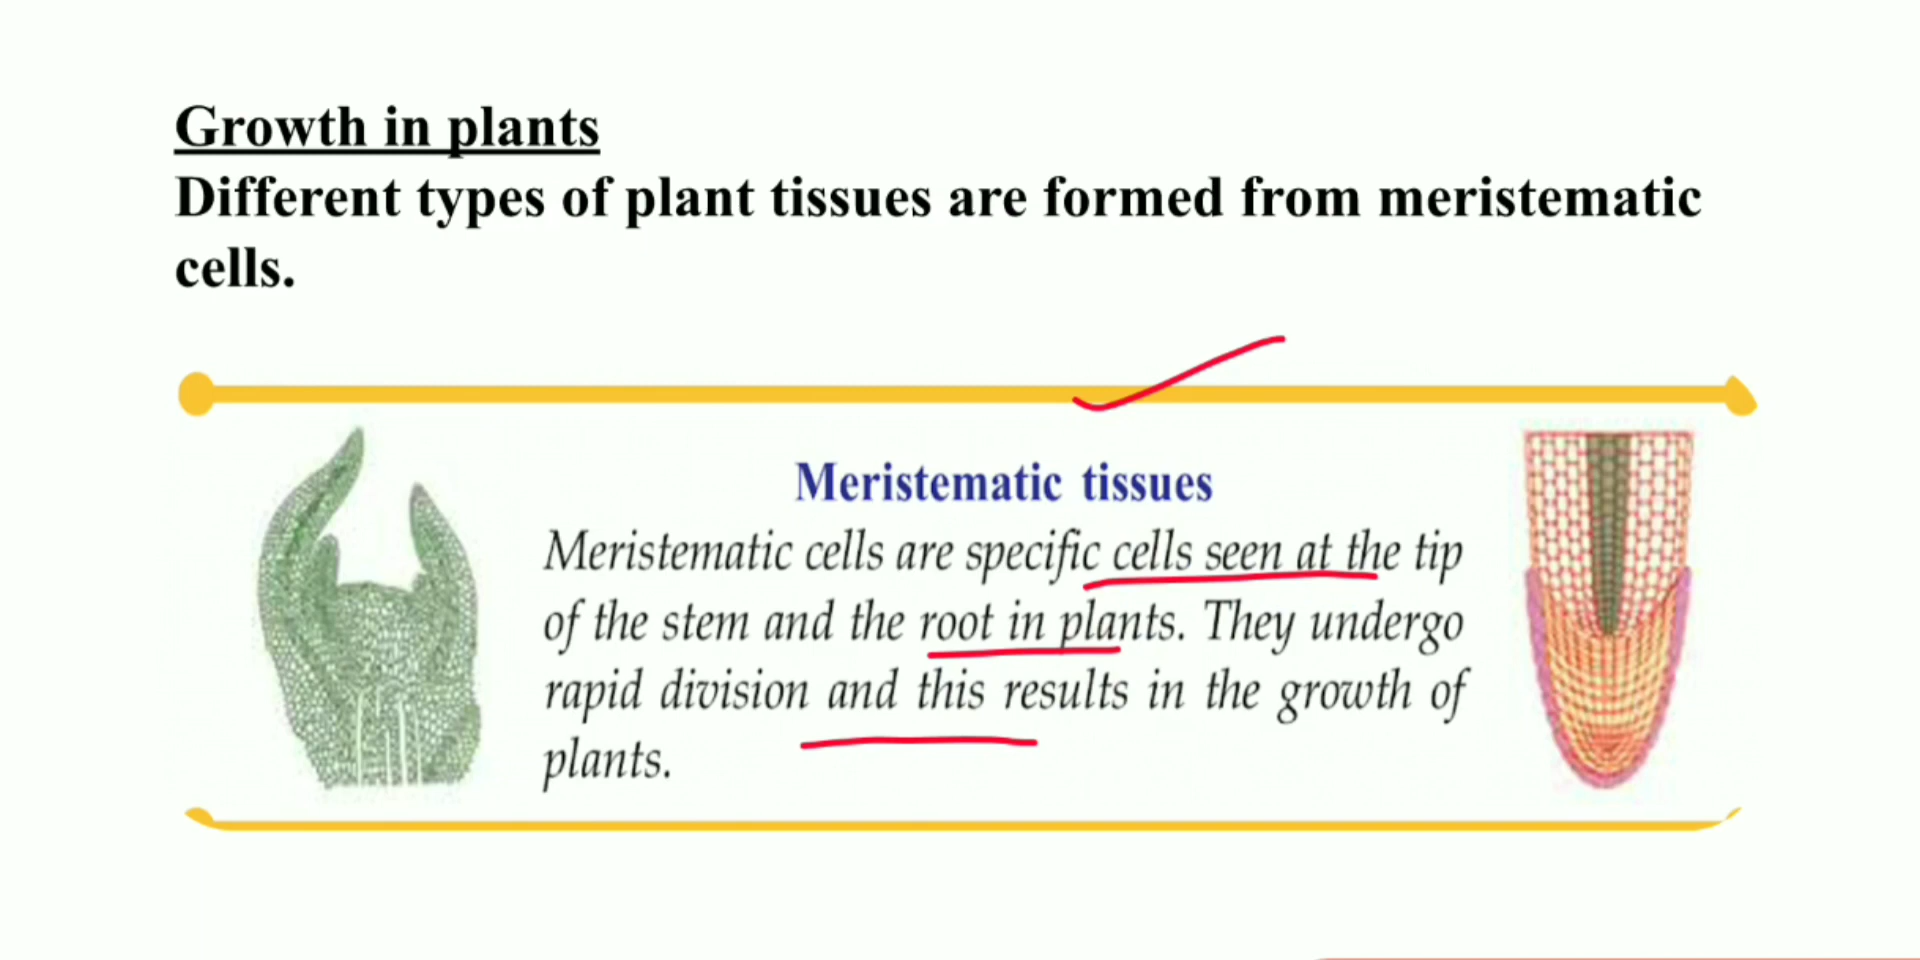 Growth in plants
Different types of plant tissues are formed from meristematic
cells.
Meristematic tissues
Meristematic cells are specific cells seen at the tip
of the stem and the root in plants. They undergo
rapid division and this results in the growth of
plants.